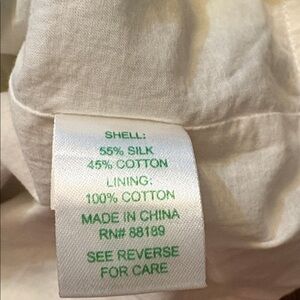 SHELL:
55% SILK
45% COTTON
LINING:
100% COTTON
MADE IN CHINA
RN# 88189
SEE REVERSE
FOR CARE